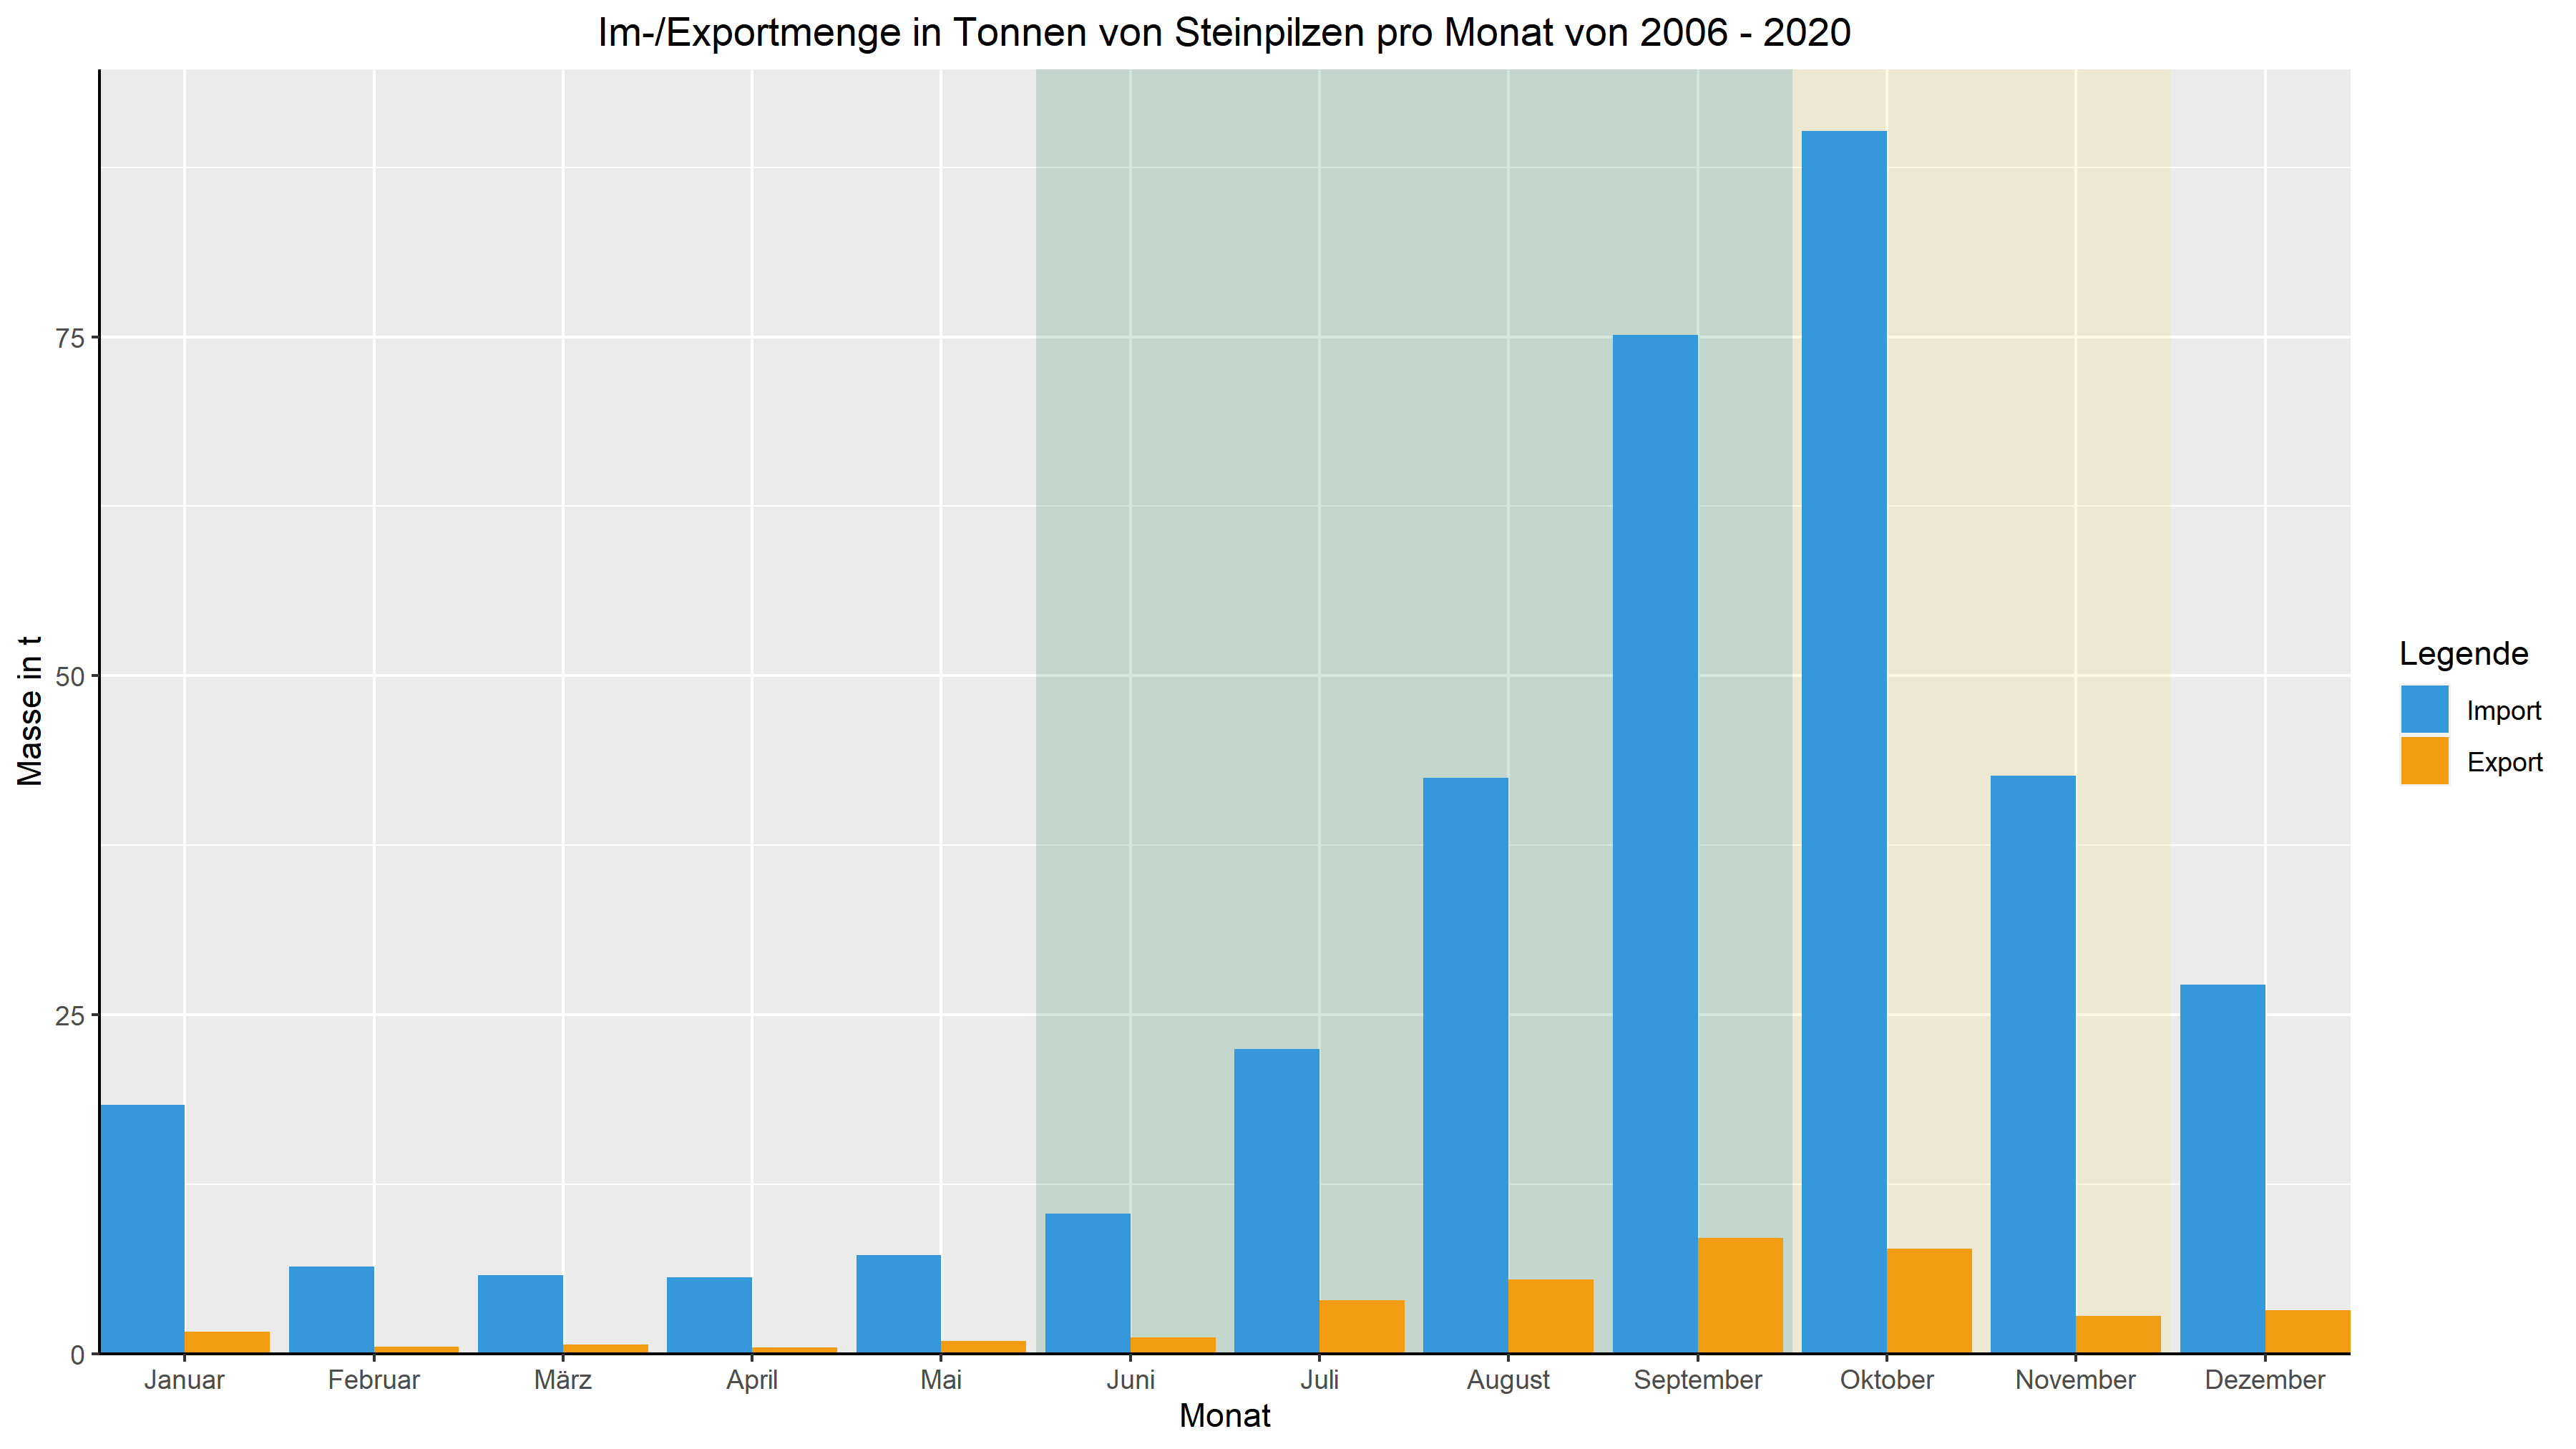 Im-/Exportmenge in Tonnen von Steinpilzen pro Monat von 2006 - 2020
Masse in t
75
50
25
0
Januar Februar März April Mai Juni Juli August September Oktober November Dezember
Monat
Legende
Import
Export